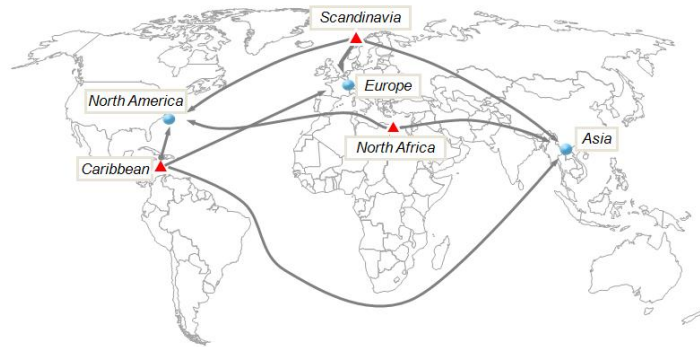 Scandinavia
North America
Europe
North Africa
Asia
Caribbean